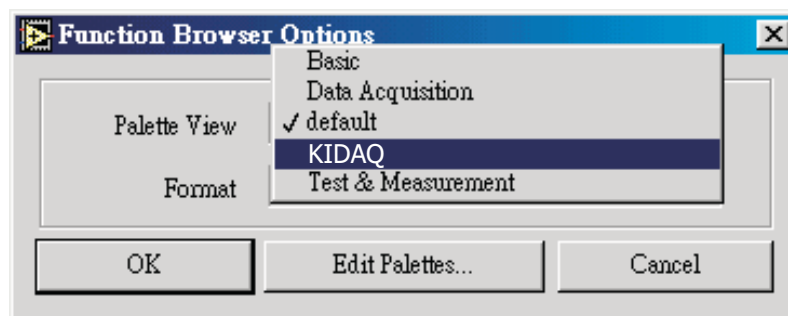 Function Browser Options
Basic
Data Acquisition
Palette View
✓ default
KIDAQ
Format
Test & Measurement
OK
Edit Palettes...
Cancel